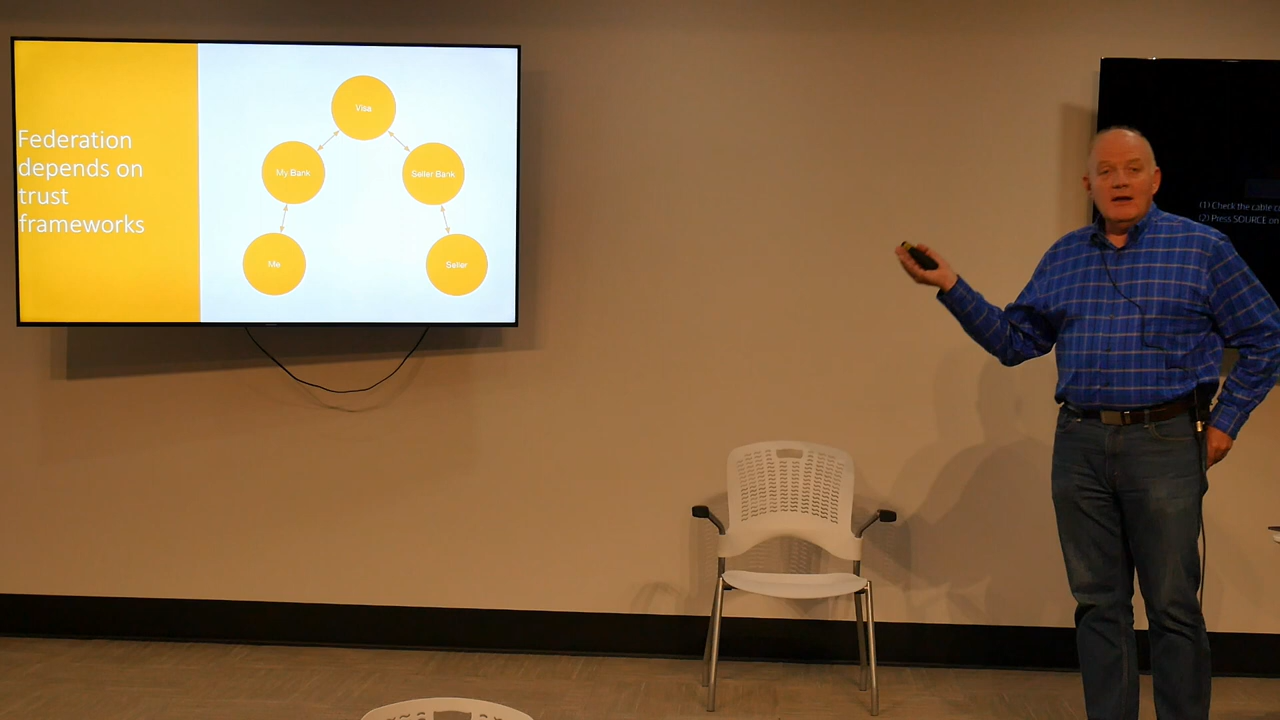 Federation
depends on
trust
frameworks
Visa
My Bank
Seller Bank
Me
Seller
(1) Check the cable
(2) Press SOURCE on